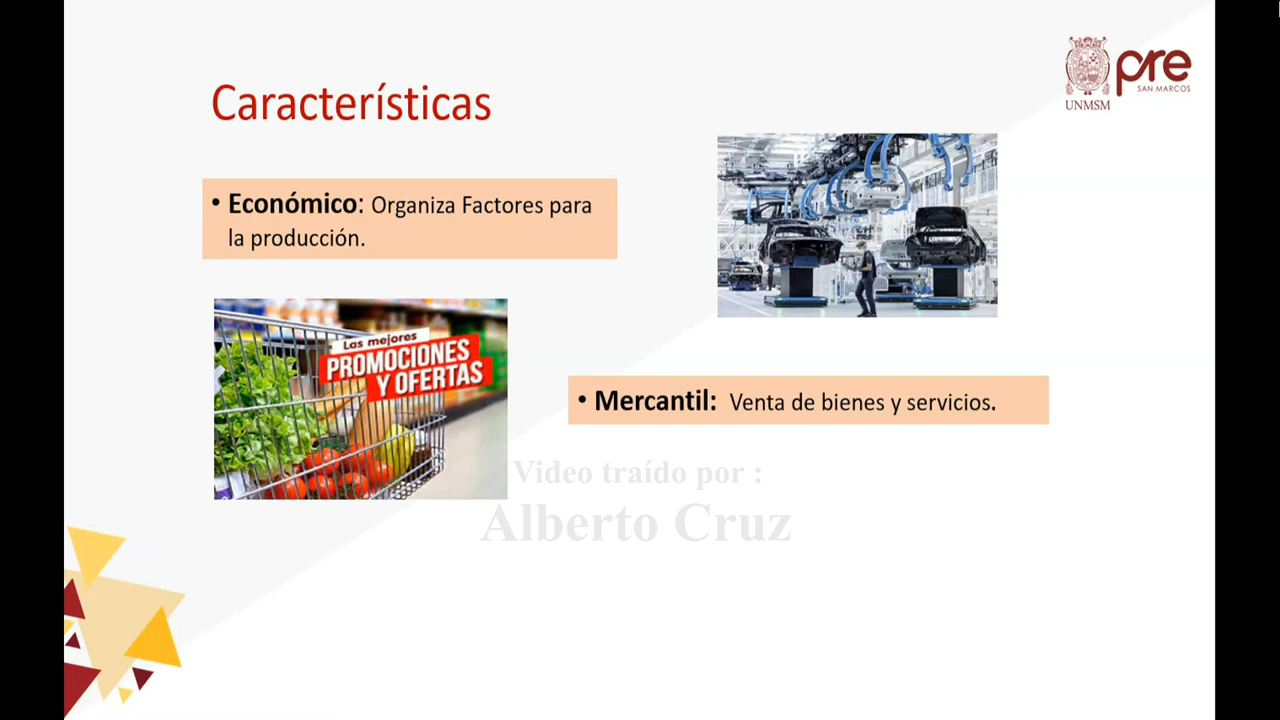 pre
SAN MARCOS
UNMSM
Características
• Económico: Organiza Factores para
la producción.
Las mejores
PROMOCIONES
Y OFERTAS
• Mercantil: Venta de bienes y servicios.
Video traído por :
Alberto Cruz